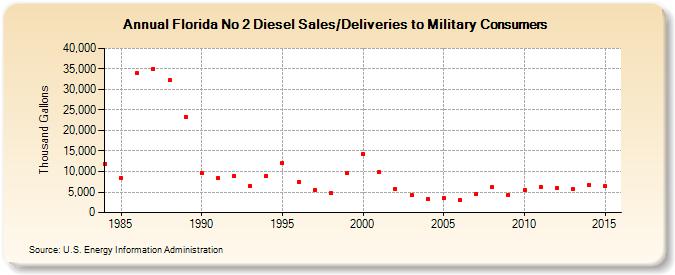 Annual Florida No 2 Diesel Sales/Deliveries to Military Consumers
Thousand Gallons
40,000
35,000
30,000
25,000
20,000
15,000
10,000
5,000
0
1985 1990 1995 2000 2005 2010 2015
Source: U.S. Energy Information Administration